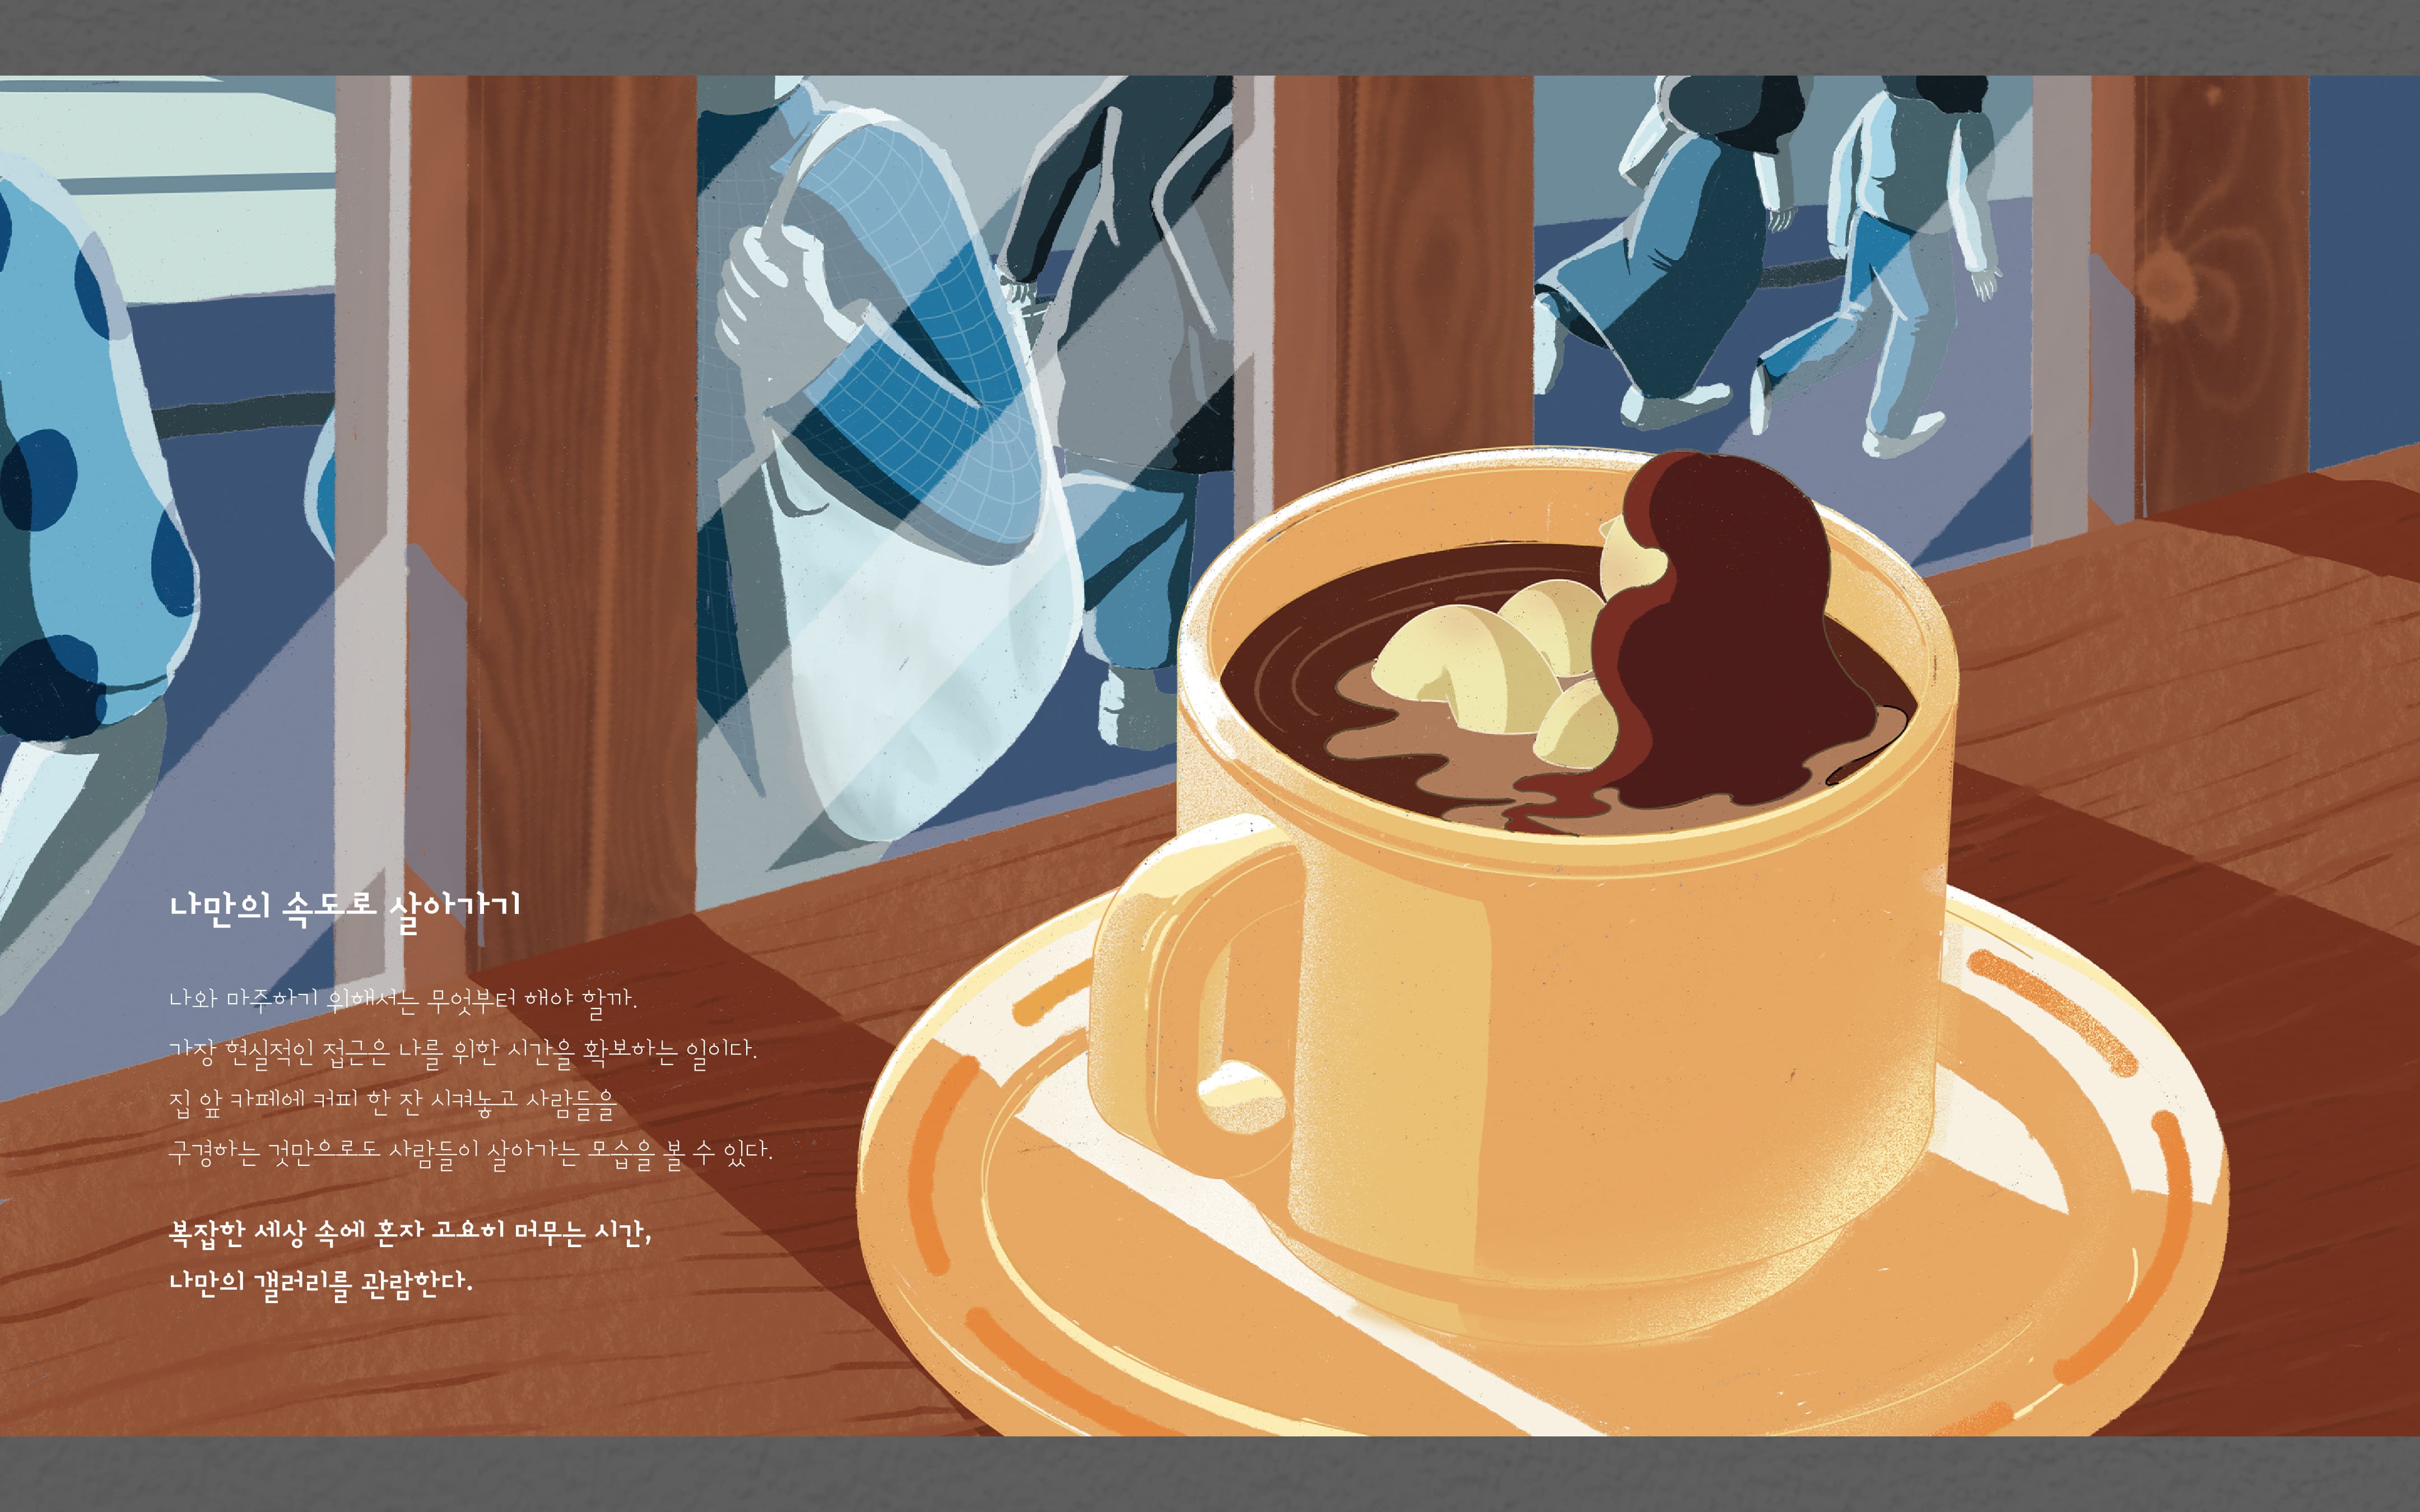 나만의 속도로 살아가기
나와 마주하기 위해서는 무엇부터 해야 할까.
가장 현실적인 접근은 나를 위한 시간을 확보하는 일이다.
집 앞 카페에 커피 한 잔 시켜놓고 사람들을
구경하는 것만으로도 사람들이 살아가는 모습을 볼 수 있다.
복잡한 세상 속에 혼자 고요히 머무는 시간,
나만의 갤러리를 관람한다.